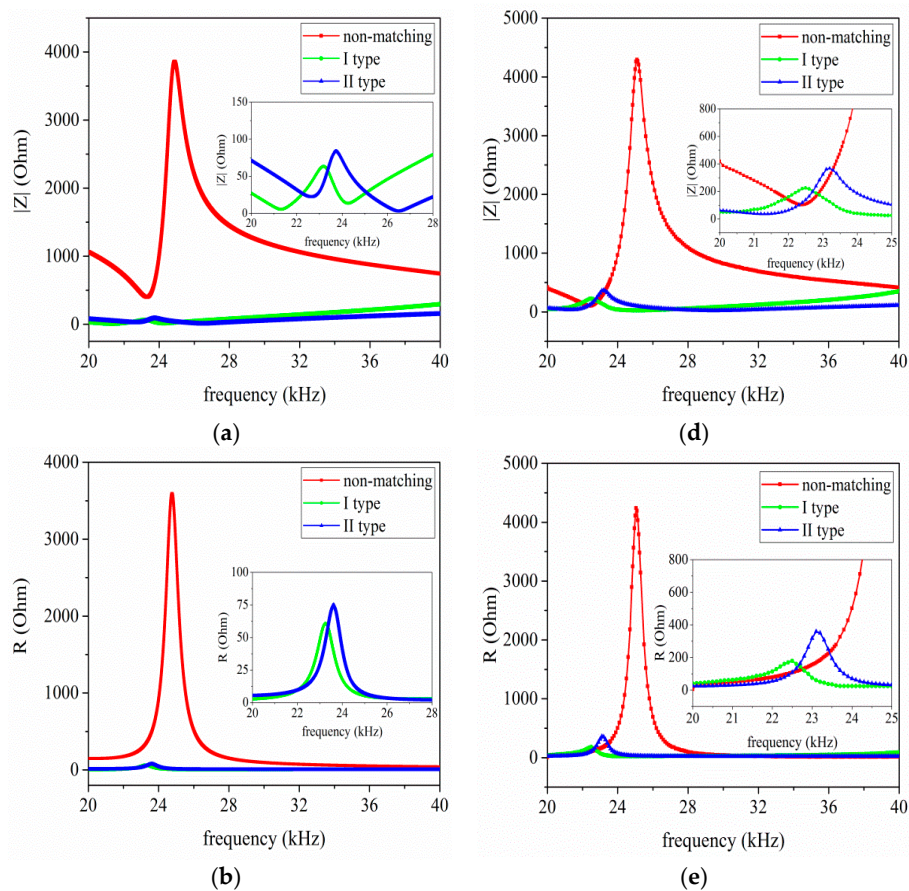 4000
3000
2000
1000
0
|Z| (Ohm)
non-matching
I type
II type
150
100
50
0
|Z| (Ohm)
20 22 24 26 28
frequency (kHz)
20 24 28 32 36 40
frequency (kHz)
(a)
5000
4000
3000
2000
1000
0
|Z| (Ohm)
non-matching
I type
II type
800
600
400
200
0
|Z| (Ohm)
20 21 22 23 24 25
frequency (kHz)
20 24 28 32 36 40
frequency (kHz)
(d)
4000
3000
2000
1000
0
R (Ohm)
non-matching
I type
II type
100
75
50
25
0
R (Ohm)
20 22 24 26 28
frequency (kHz)
20 24 28 32 36 40
frequency (kHz)
(b)
5000
4000
3000
2000
1000
0
R (Ohm)
non-matching
I type
II type
800
600
400
200
0
R (Ohm)
20 21 22 23 24 25
frequency (kHz)
20 24 28 32 36 40
frequency (kHz)
(e)